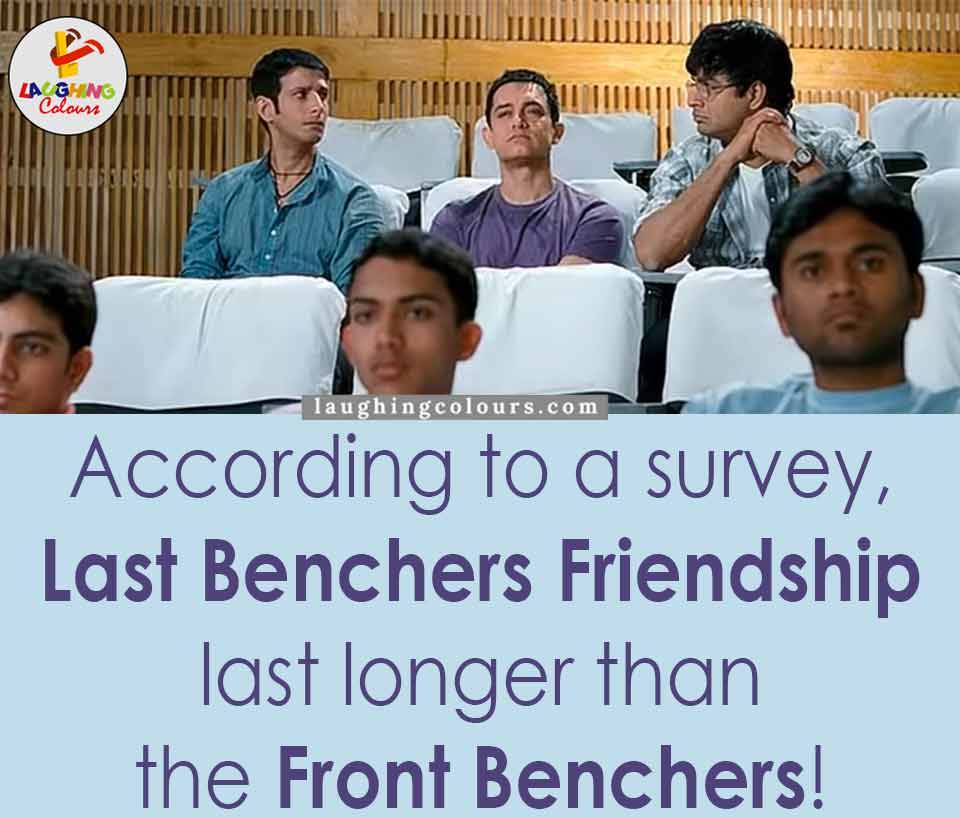 LAUGHING
Colours
laughingcolours.com
According to a survey,
Last Benchers Friendship
last longer than
the Front Benchers!